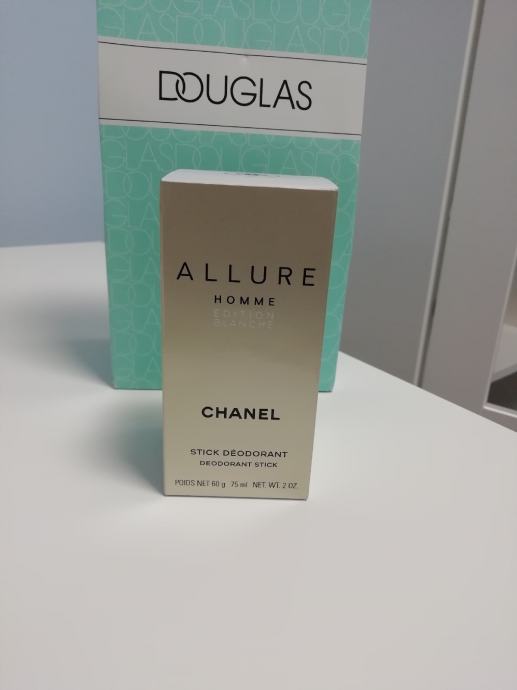 DOUGLAS
ALLURE
HOMME
EDITION
BLANCHE
CHANEL
STICK DÉODORANT
DEODORANT STICK
POIDS NET 60 g 75 ml NET. WT. 2 OZ.